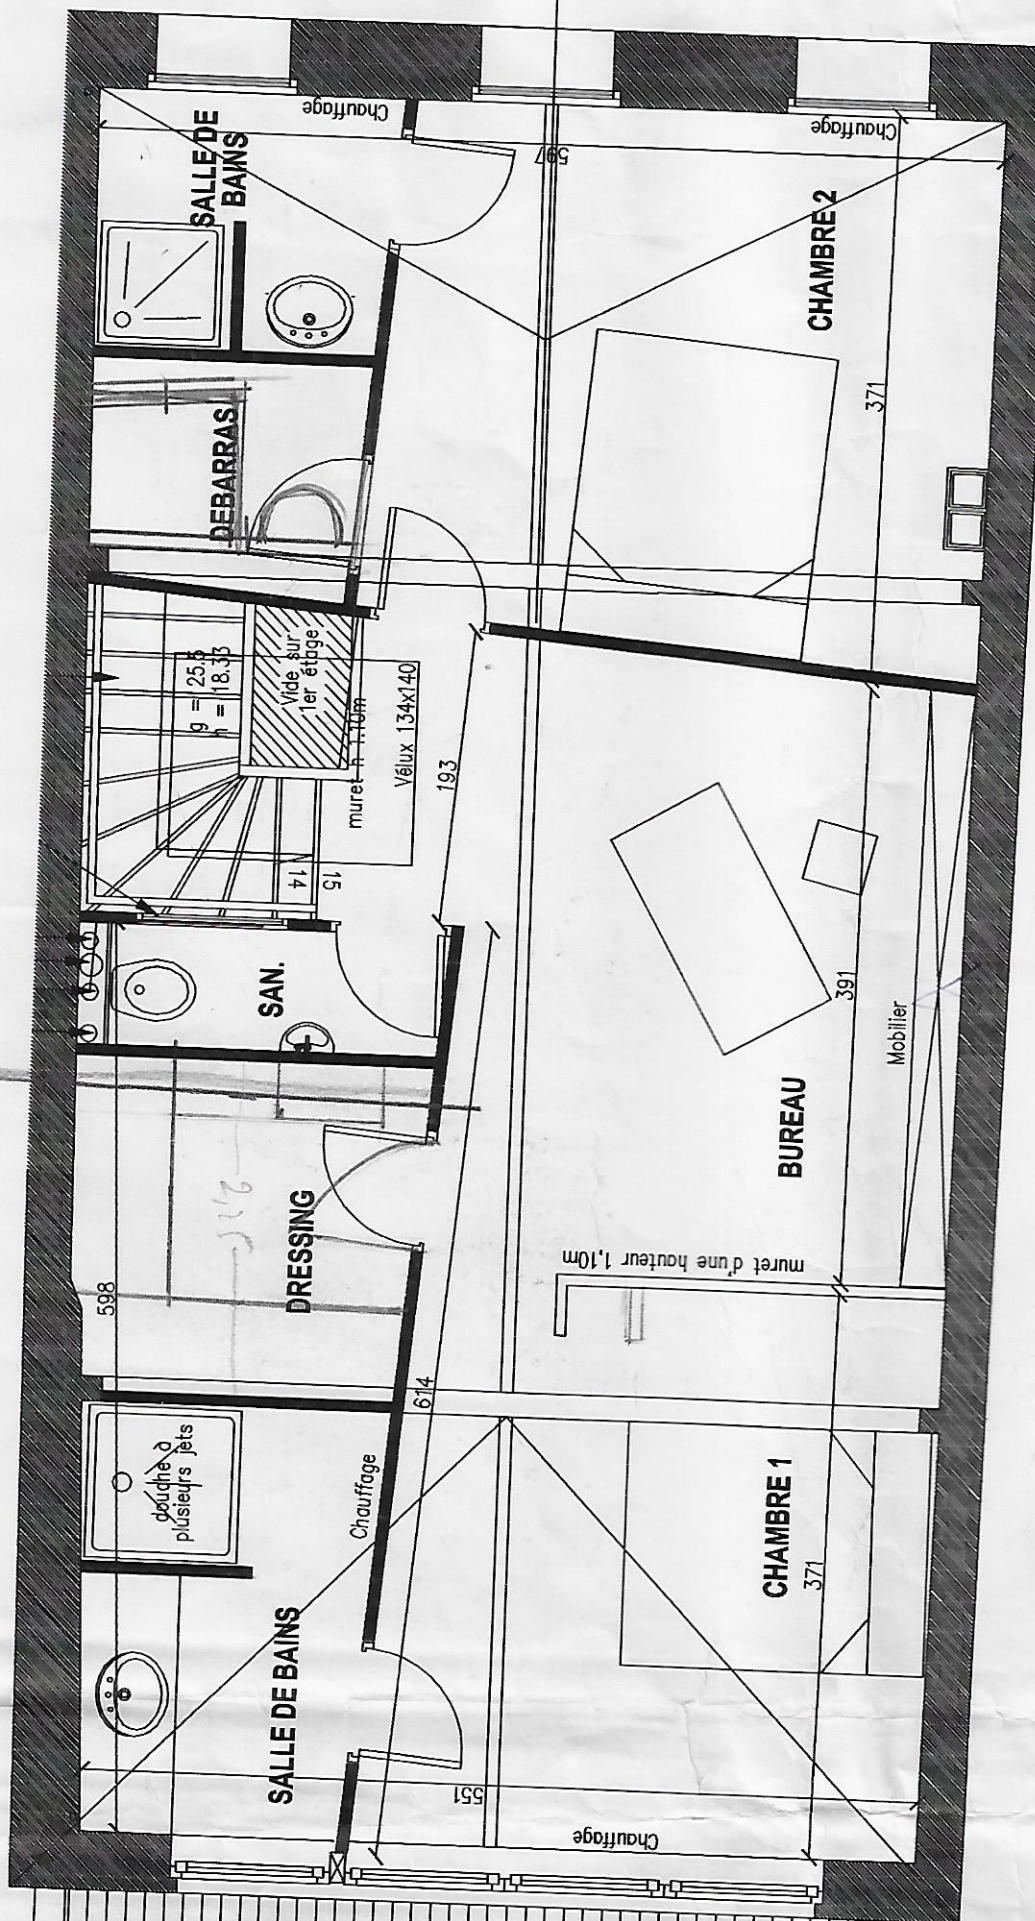 Chauffage
Chauffage
SALLE DE
BAINS
597
CHAMBRE 2
371
DEBARRAS
g = 25.5
h = 18.33
Vide sur
1er étage
muret h 1.10m
Vélux 134x140
193
15
14
SAN.
391
Mobilier
BUREAU
muret d'une hauteur 1,10m
DRESSING
598
614
douche à
plusieurs jets
Chauffage
CHAMBRE 1
371
SALLE DE BAINS
551
Chauffage